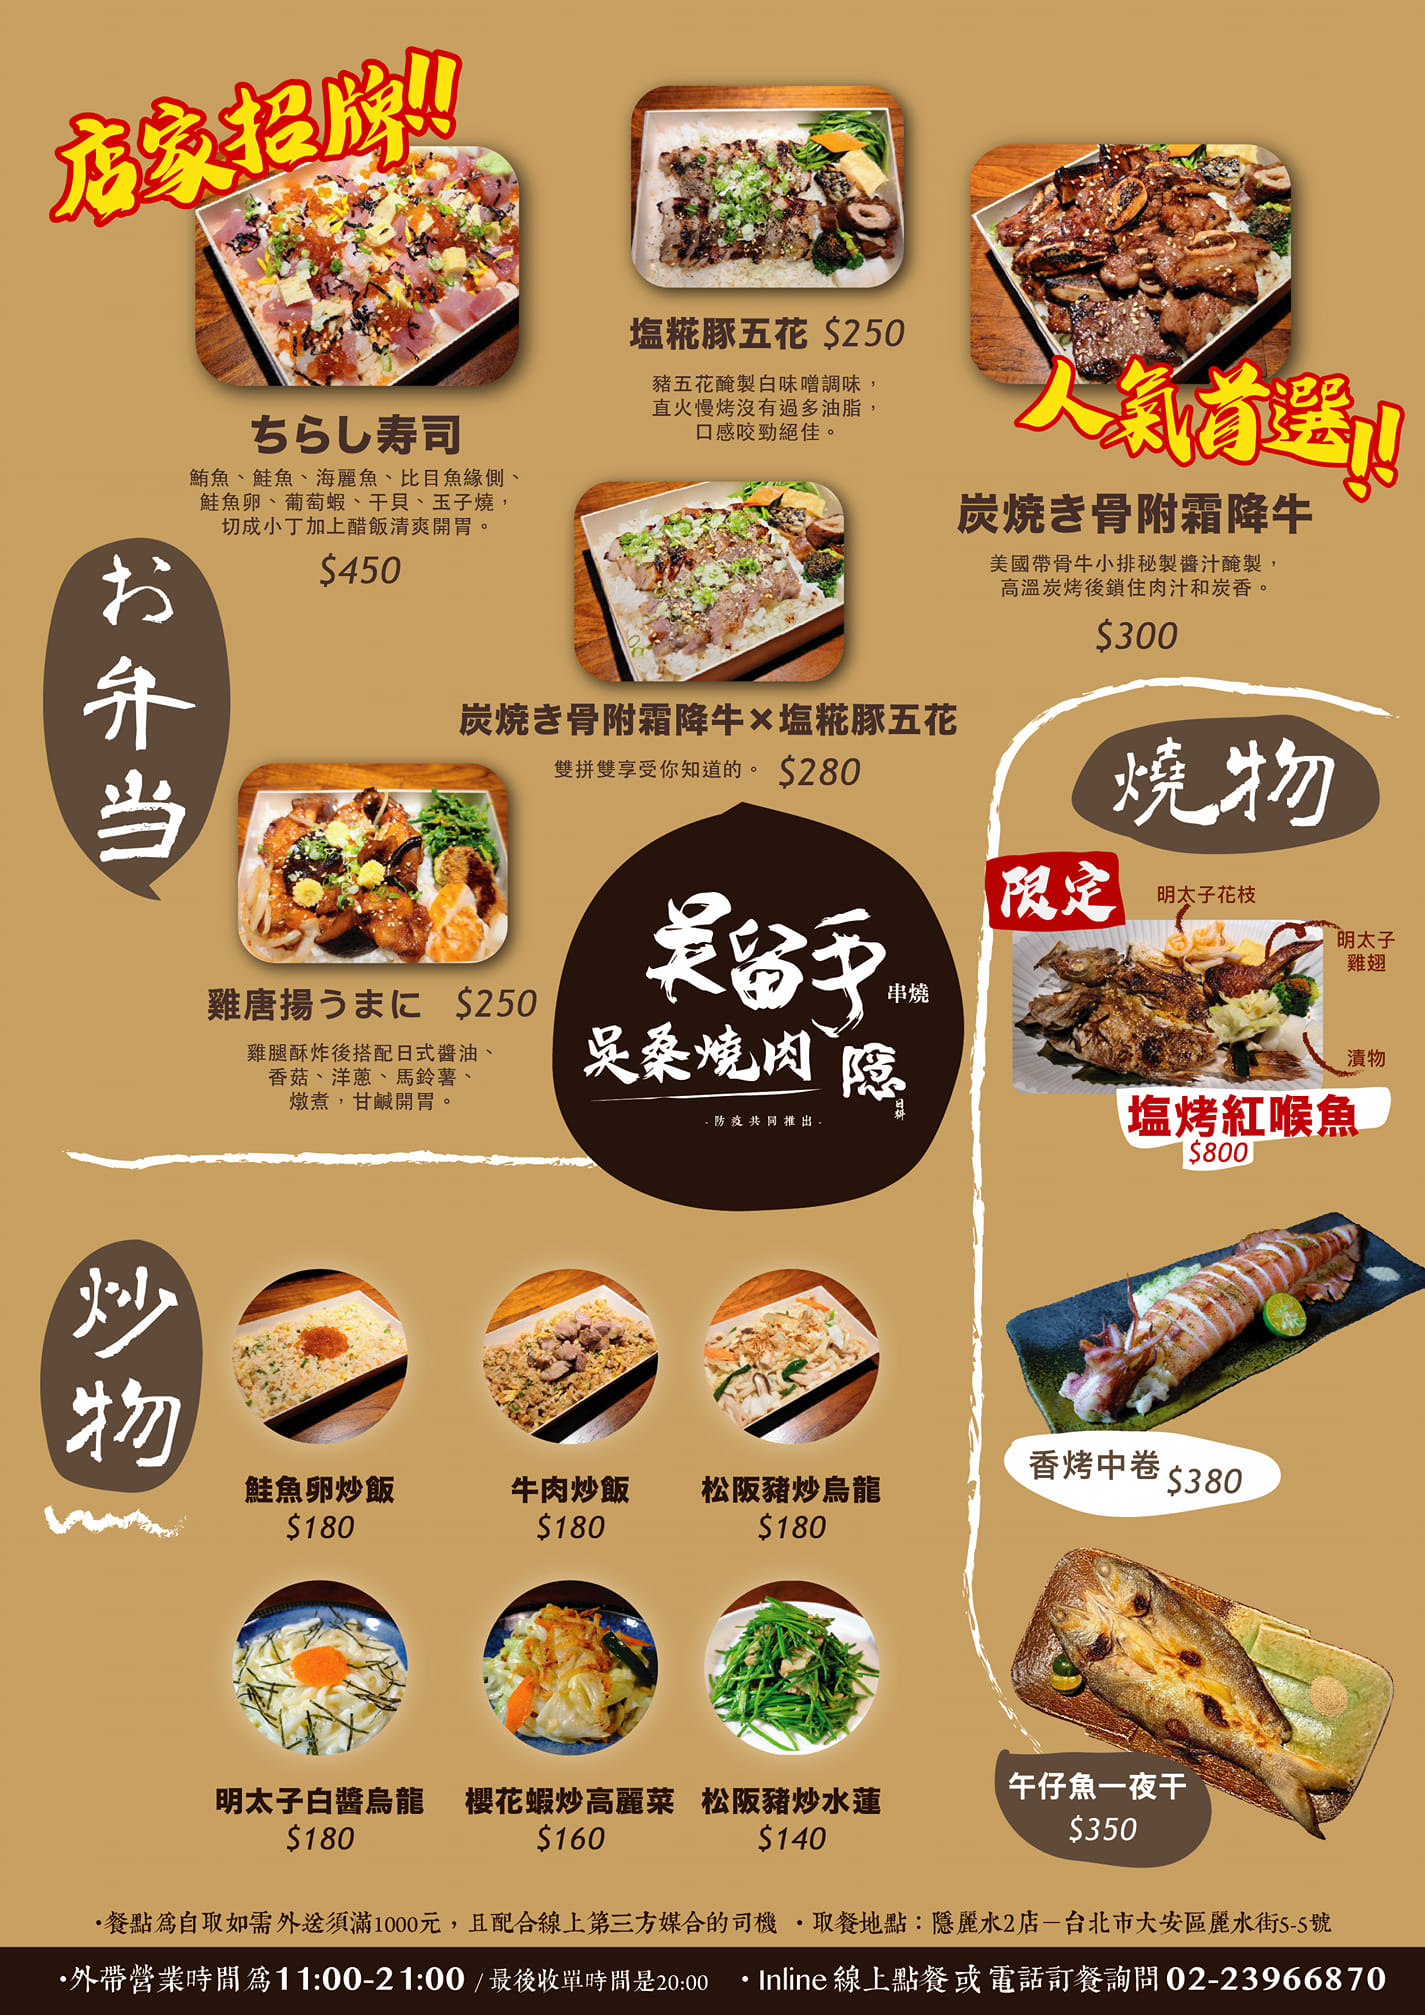 店家招牌!!
塩糀豚五花 $250
豬五花醃製白味噌調味，
直火慢烤沒有過多油脂，
口感咬勁絕佳。
人氣首選!!
ちらし寿司
鮪魚、鮭魚、海麗魚、比目魚緣側、
鮭魚卵、葡萄蝦、干貝、玉子燒，
切成小丁加上醋飯清爽開胃。
$450
炭焼き骨附霜降牛
美國帶骨牛小排秘製醬汁醃製，
高溫炭烤後鎖住肉汁和炭香。
$300
お弁当
炭焼き骨附霜降牛×塩糀豚五花
雙拼雙享受你知道的。 $280
雞唐揚うまに $250
雞腿酥炸後搭配日式醬油、
香菇、洋蔥、馬鈴薯、
燉煮，甘鹹開胃。
吳留手
串燒
吳桑燒肉
隱
日料
-防疫共同推出-
燒物
限定
明太子花枝
明太子
雞翅
漬物
塩烤紅喉魚
$800
香烤中卷 $380
午仔魚一夜干
$350
炒物
鮭魚卵炒飯
$180
牛肉炒飯
$180
松阪豬炒烏龍
$180
明太子白醬烏龍
$180
櫻花蝦炒高麗菜
$160
松阪豬炒水蓮
$140
•餐點為自取如需外送須滿1000元，且配合線上第三方媒合的司機 •取餐地點：隱麗水2店－台北市大安區麗水街5-5號
•外帶營業時間為11:00-21:00 /最後收單時間是20:00 •Inline 線上點餐或電話訂餐詢問 02-23966870